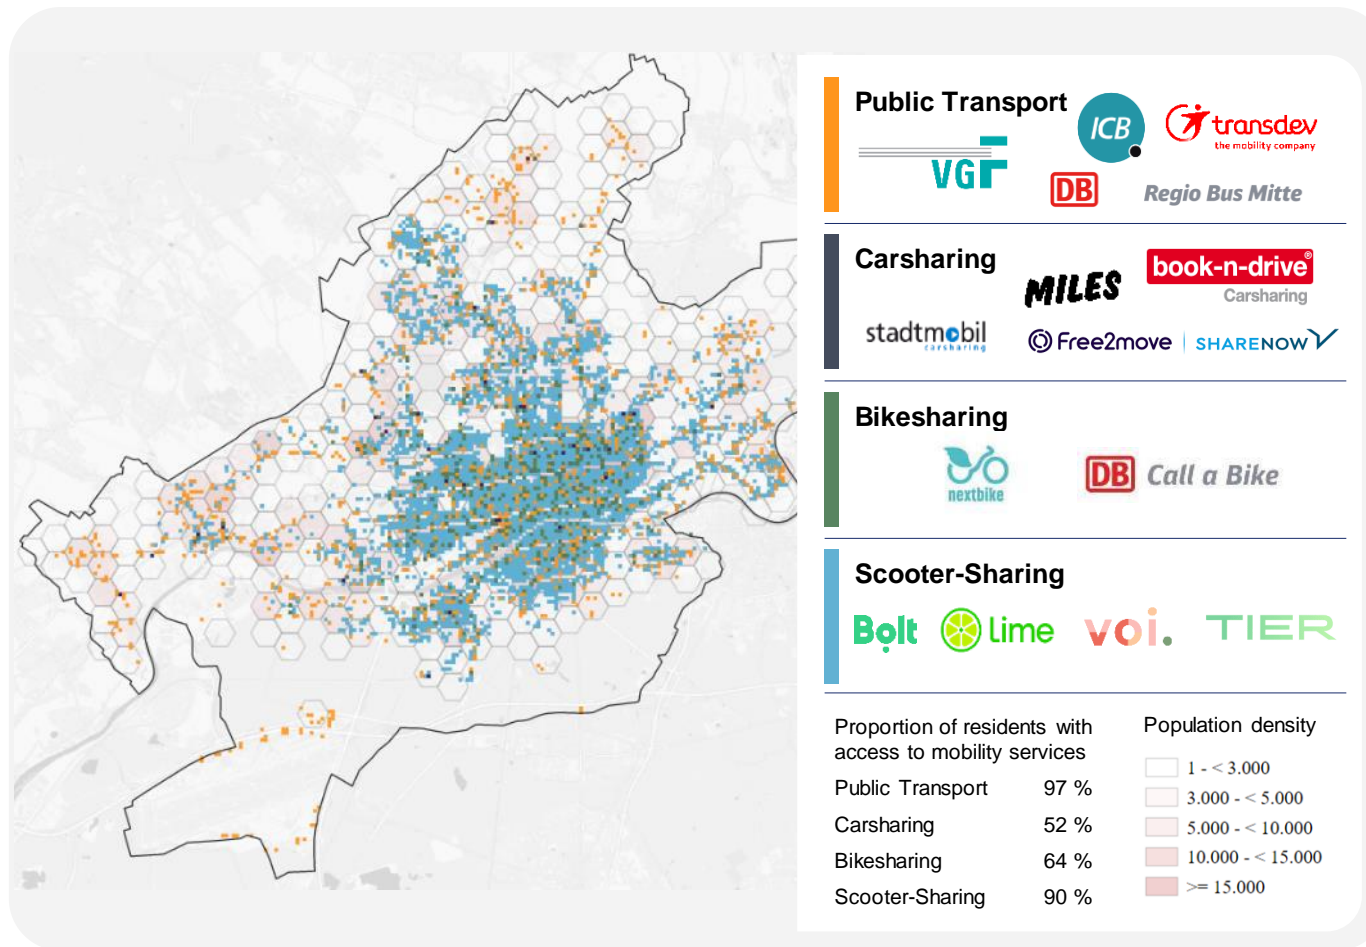 Public Transport
ICB
transdev
the mobility company
VGF
DB
Regio Bus Mitte
Carsharing
MILES
book-n-drive®
Carsharing
stadtmobil
carsharing
Free2move | SHARENOW
Bikesharing
nextbike
DB Call a Bike
Scooter-Sharing
Bolt
Lime
voi.
TIER
Proportion of residents with
access to mobility services
Public Transport 97 %
Carsharing 52 %
Bikesharing 64 %
Scooter-Sharing 90 %
Population density
1 - < 3.000
3.000 - < 5.000
5.000 - < 10.000
10.000 - < 15.000
>= 15.000